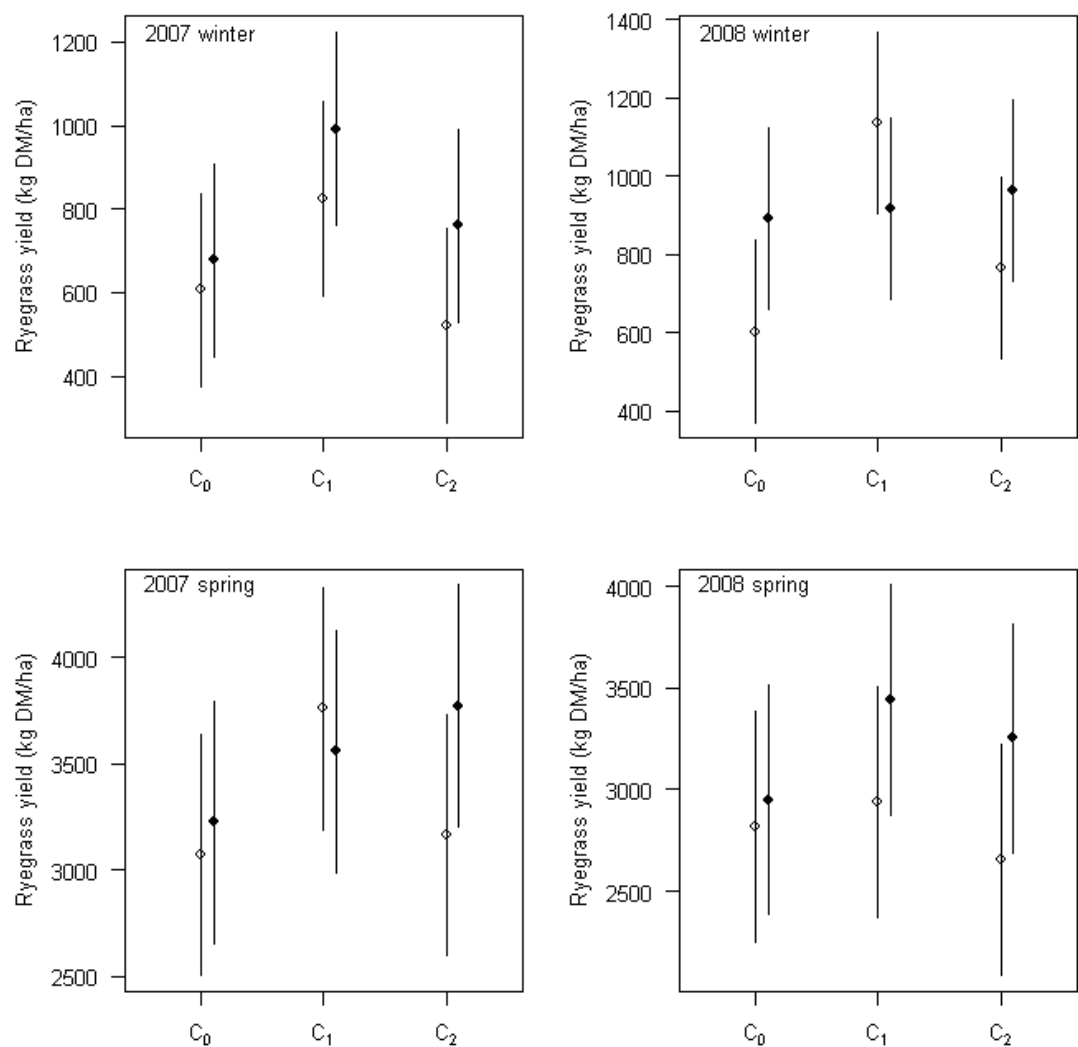 2007 winter
Ryegrass yield (kg DM/ha)
1200
1000
800
600
400
C₀ C₁ C₂
2008 winter
Ryegrass yield (kg DM/ha)
1400
1200
1000
800
600
400
C₀ C₁ C₂
2007 spring
Ryegrass yield (kg DM/ha)
4000
3500
3000
2500
C₀ C₁ C₂
2008 spring
Ryegrass yield (kg DM/ha)
4000
3500
3000
2500
C₀ C₁ C₂